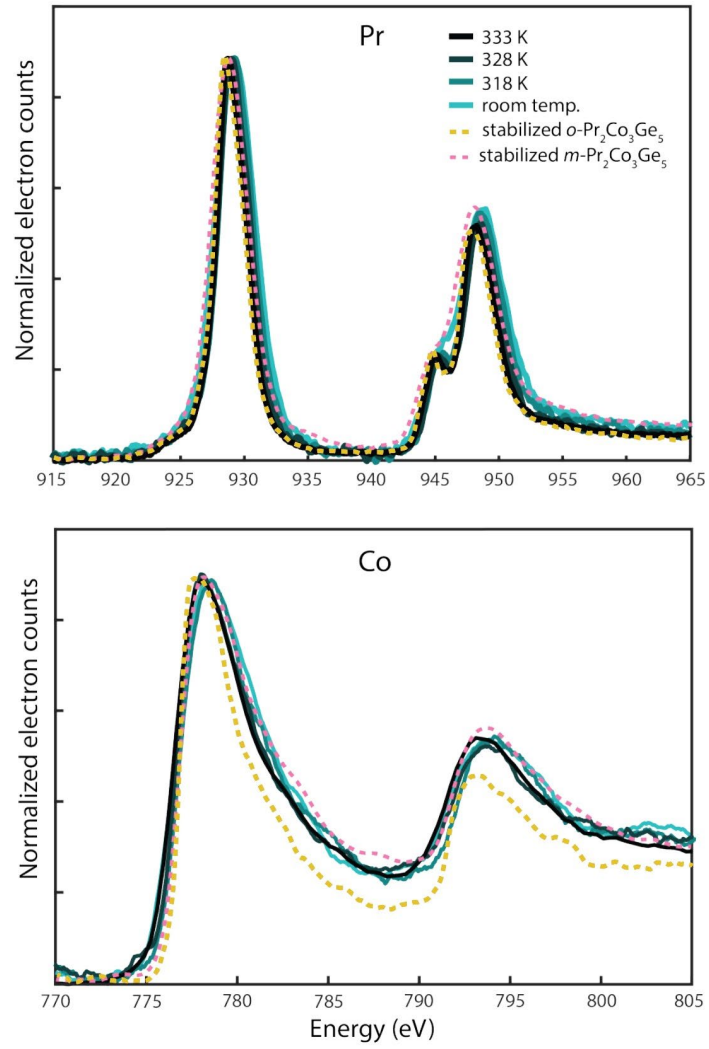 Pr
333 K
328 K
318 K
room temp.
stabilized o-Pr₂Co₃Ge₅
stabilized m-Pr₂Co₃Ge₅
Normalized electron counts
915 920 925 930 935 940 945 950 955 960 965
Co
Normalized electron counts
770 775 780 785 790 795 800 805
Energy (eV)